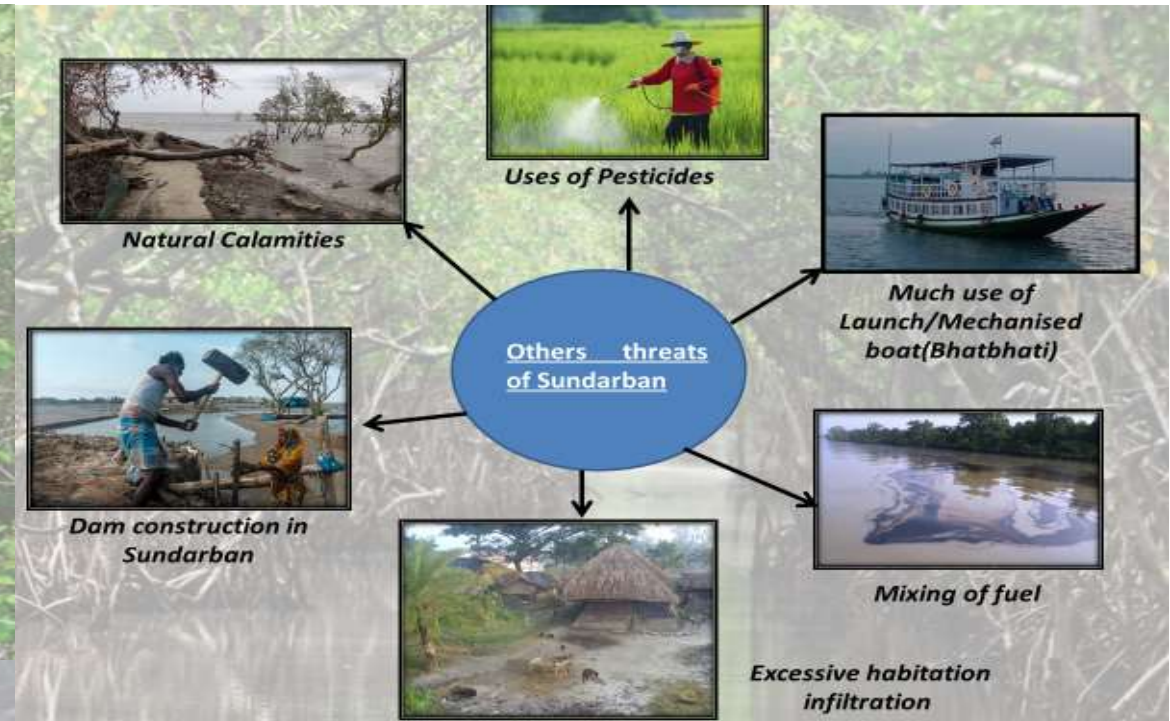 Uses of Pesticides
Natural Calamities
Much use of
Launch/Mechanised
boat(Bhatbhati)
Others threats
of Sundarban
Dam construction in
Sundarban
Mixing of fuel
Excessive habitation
infiltration